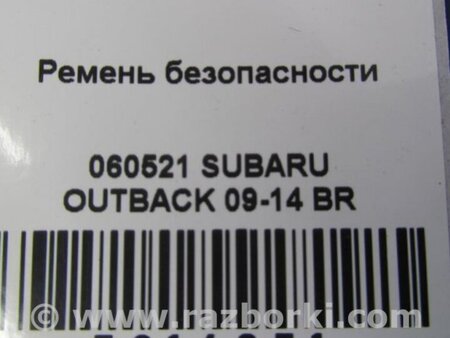 Ремень безопасности
060521 SUBARU
OUTBACK 09-14 BR
© www.razborki.com